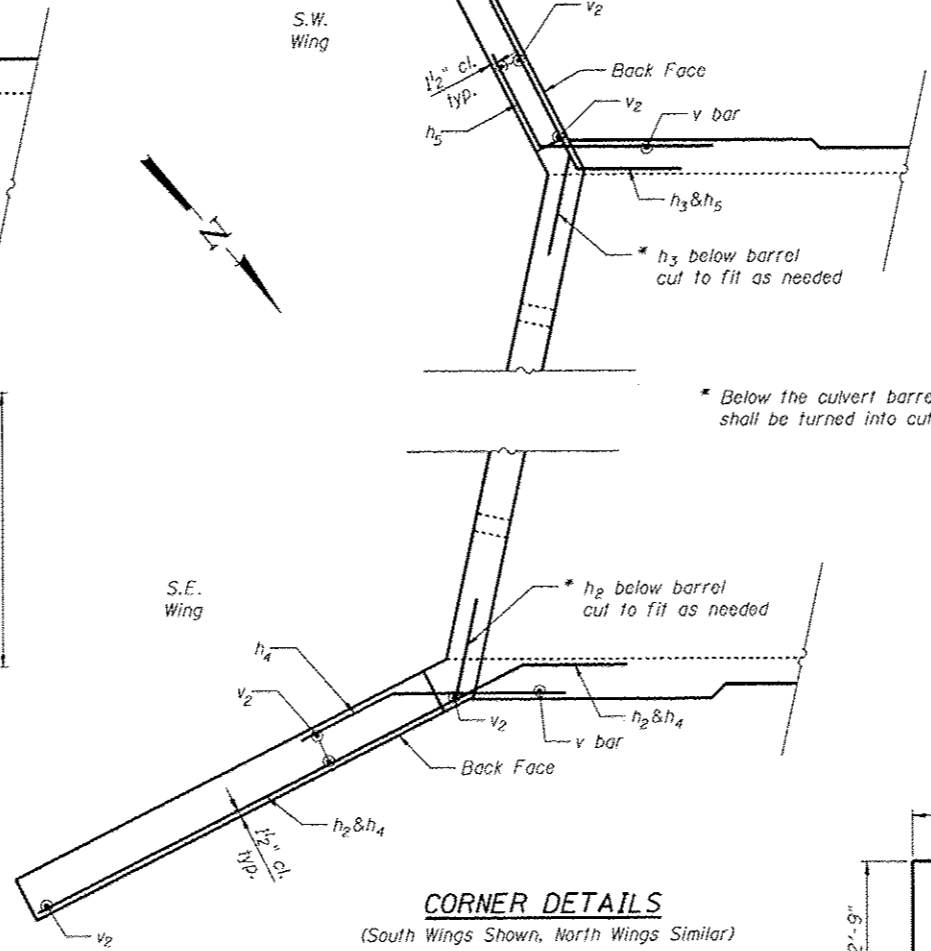 S.W.
Wing
v2
1½" cl.
typ.
Back Face
v2
h5
v bar
h3&h5
N
* h3 below barrel
cut to fit as needed
* Below the culvert barre
shall be turned into cut
S.E.
Wing
* h2 below barrel
cut to fit as needed
h4
v2
v2
h2&h4
v bar
Back Face
h2&h4
1½" cl.
typ.
v2
2'-9"
CORNER DETAILS
(South Wings Shown, North Wings Similar)